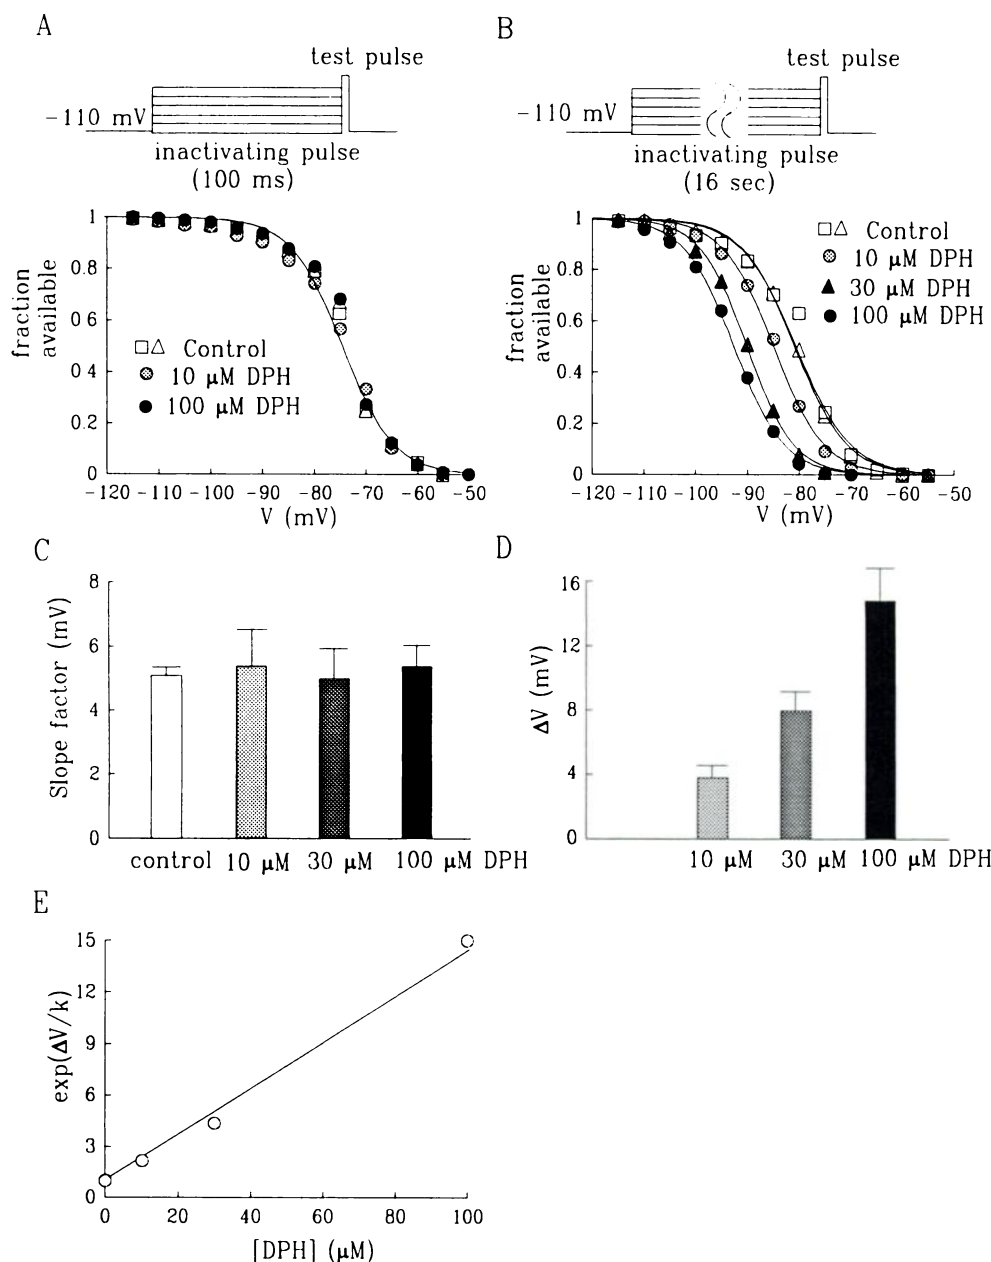 A
test pulse
-110 mV
inactivating pulse
(100 ms)
1
0.8
0.6
0 4
0.2
0
fraction
available
Control
10 μM DPH
100 μM DPH
-120 -110 -100 -90 -80 -70 -60 -50
V (mV)
B
test pulse
-110 mV
inactivating pulse
(16 sec)
1
0.8
0.6
0.4
0.2
0
fraction
available
Control
10 μM DPH
30 μM DPH
100 μM DPH
-120 -110 -100 -90 -80 -70 -60 -50
V (mV)
C
8
6
4
2
0
Slope factor (mV)
control 10 μM 30 μM 100 μM DPH
D
16
12
8
4
0
ΔV (mV)
10 μM 30 μM 100 μM DPH
E
15
12
9
6
3
0
exp(ΔV/k)
0 20 40 60 80 100
[DPH] (μM)